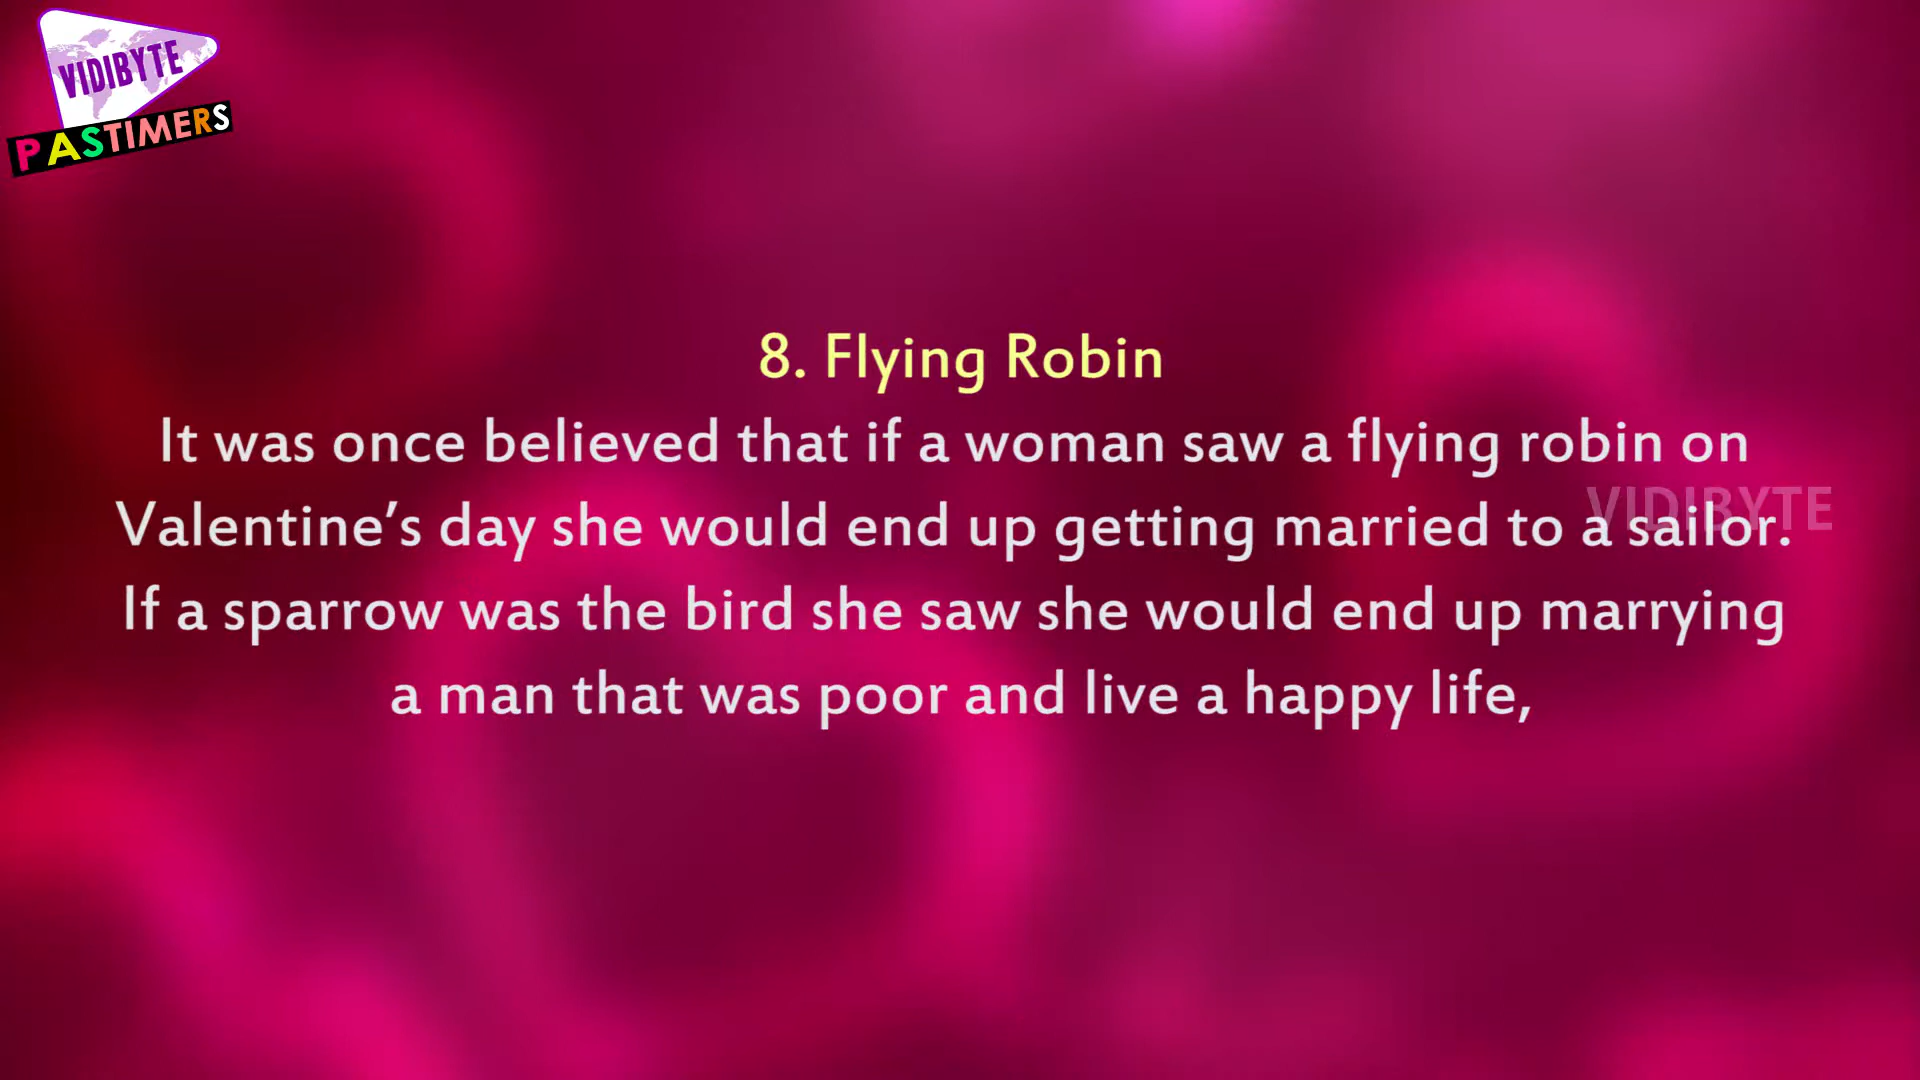 VIDIBYTE
PASTIMERS
8. Flying Robin
It was once believed that if a woman saw a flying robin on
Valentine’s day she would end up getting married to a sailor.
VIDIBYTE
If a sparrow was the bird she saw she would end up marrying
a man that was poor and live a happy life,